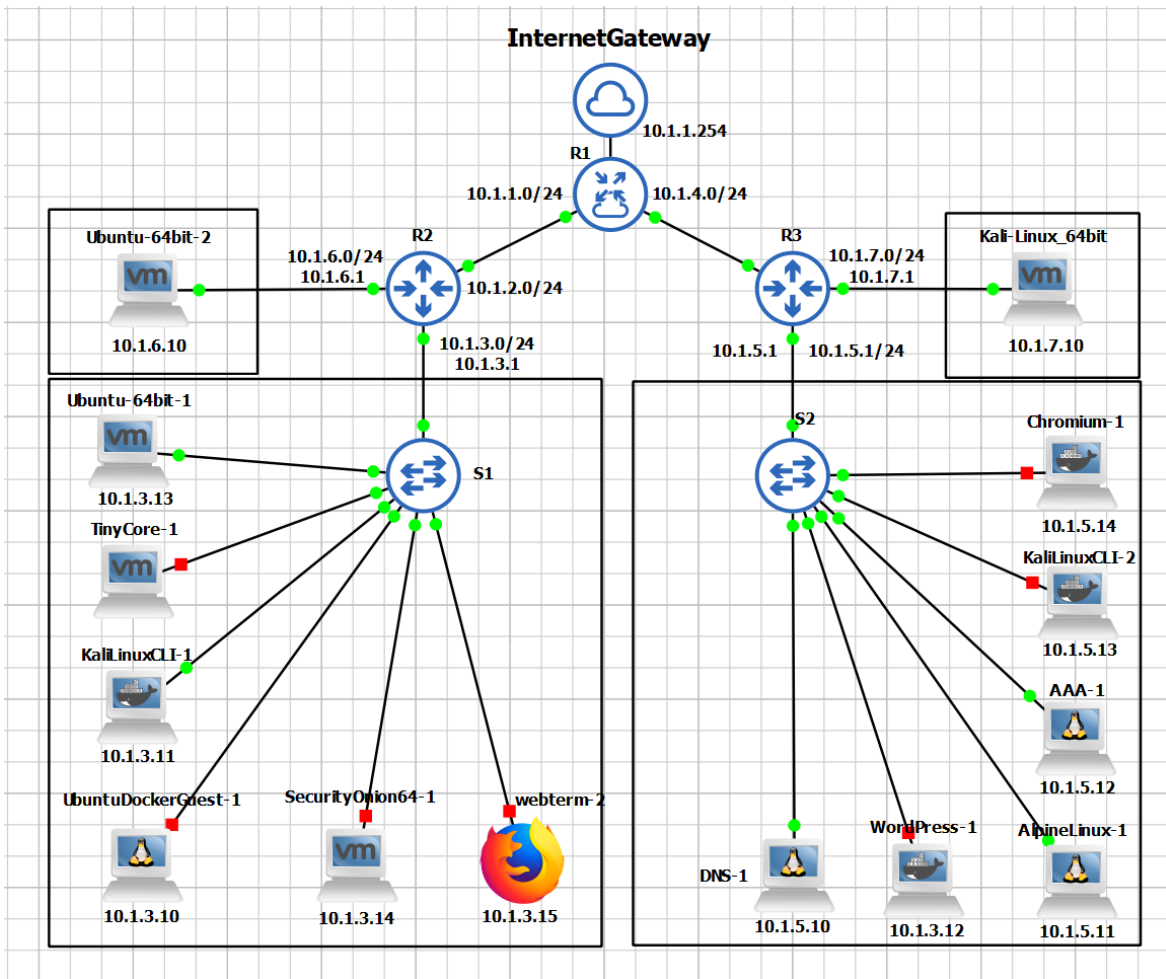 InternetGateway
10.1.1.254
R1
10.1.1.0/24
10.1.4.0/24
Ubuntu-64bit-2
vm
10.1.6.10
10.1.6.0/24
10.1.6.1
R2
10.1.2.0/24
10.1.3.0/24
10.1.3.1
R3
10.1.7.0/24
10.1.7.1
10.1.5.1
10.1.5.1/24
Kali-Linux_64bit
vm
10.1.7.10
Ubuntu-64bit-1
vm
10.1.3.13
S1
TinyCore-1
vm
KaliLinuxCLI-1
10.1.3.11
UbuntuDockerGuest-1
10.1.3.10
SecurityOnion64-1
vm
10.1.3.14
webterm-2
10.1.3.15
S2
Chromium-1
10.1.5.14
KaliLinuxCLI-2
10.1.5.13
AAA-1
10.1.5.12
DNS-1
10.1.5.10
WordPress-1
10.1.3.12
AlpineLinux-1
10.1.5.11